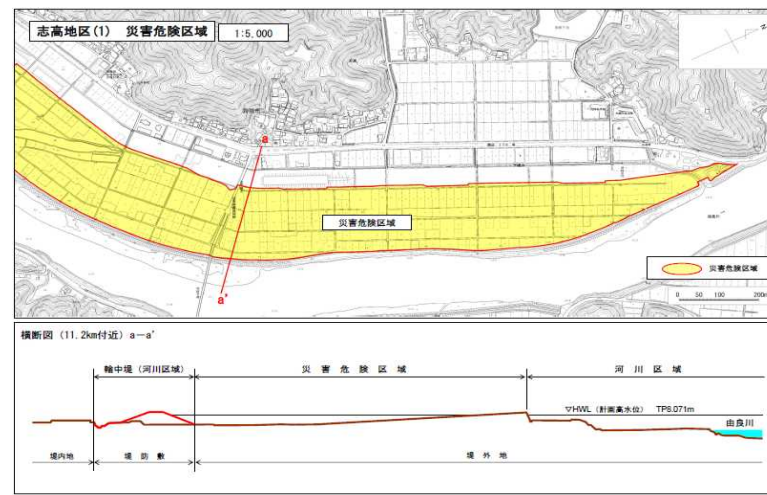 志高地区(1) 災害危険区域
1:5,000
N
a
災害危険区域
a'
災害危険区域
0 50 100 200m
横断図（11.2km付近）a－a'
輪中堤（河川区域）
災害危険区域
河川区域
▽HWL（計画高水位） TP8.071m
由良川
堤内地
堤防敷
堤外地